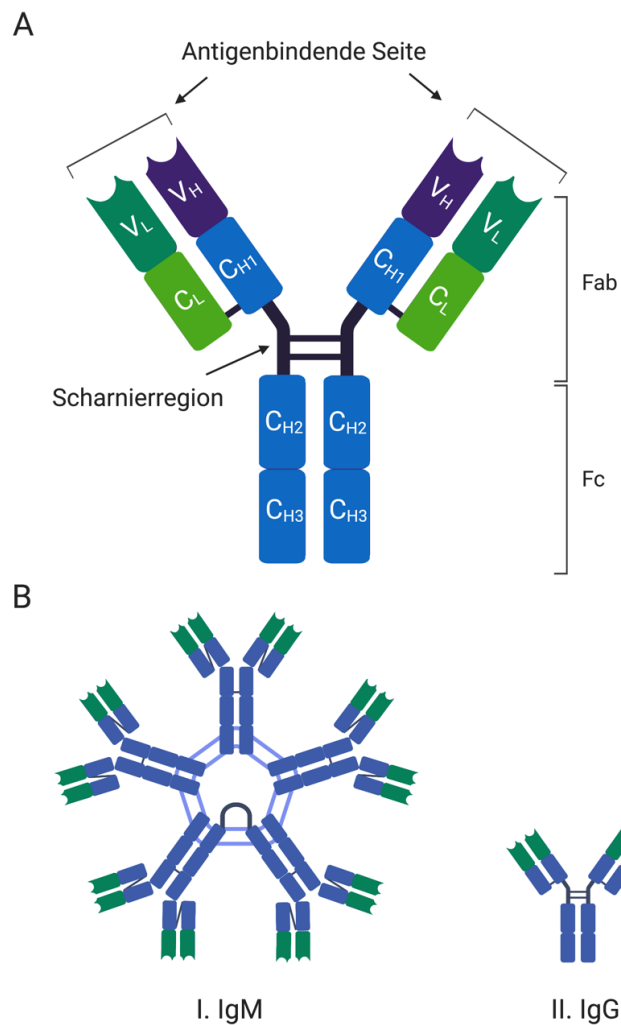 A
Antigenbindende Seite
VH
VH
VL
VL
CH1
CH1
CL
CL
Fab
Scharnierregion
CH2
CH2
Fc
CH3
CH3
B
I. IgM
II. IgG